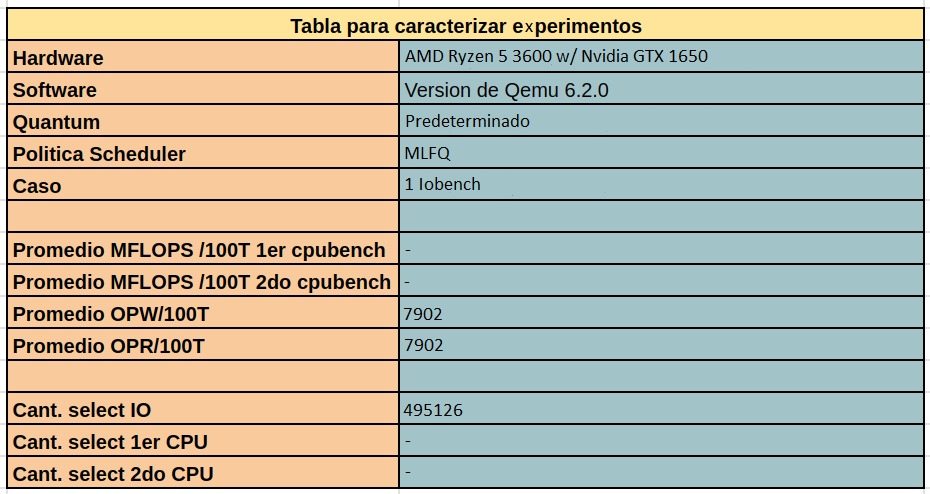 Tabla para caracterizar experimentos
Hardware AMD Ryzen 5 3600 w/ Nvidia GTX 1650
Software Version de Qemu 6.2.0
Quantum Predeterminado
Politica Scheduler MLFQ
Caso 1 Iobench
Promedio MFLOPS /100T 1er cpubench -
Promedio MFLOPS /100T 2do cpubench -
Promedio OPW/100T 7902
Promedio OPR/100T 7902
Cant. select IO 495126
Cant. select 1er CPU -
Cant. select 2do CPU -